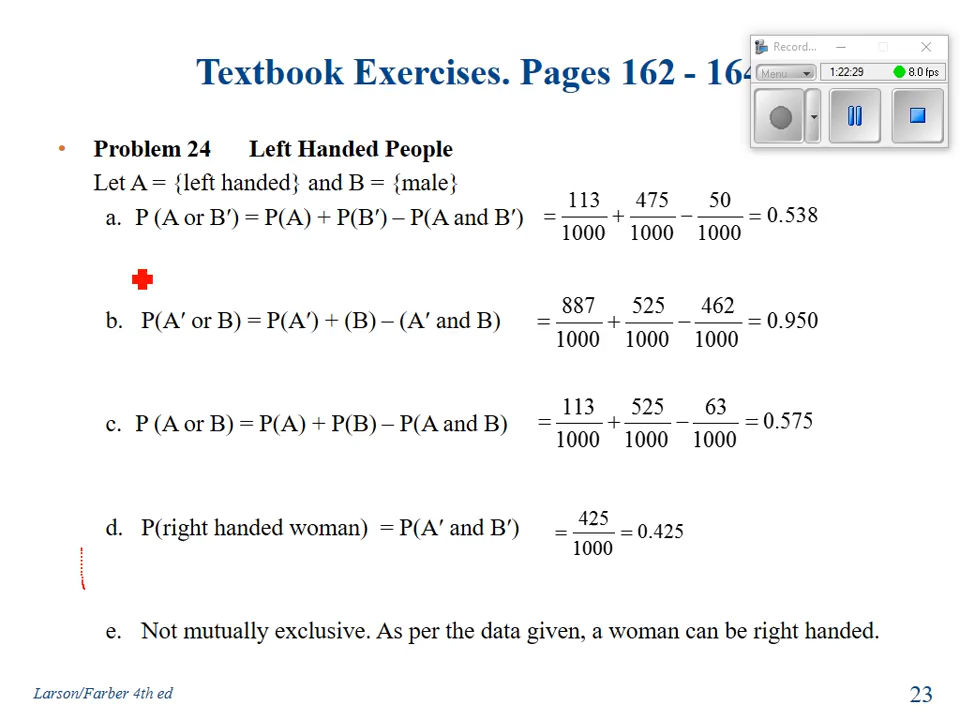 Textbook Exercises. Pages 162 - 164
Record...
Menu 1:22:29 8.0 fps
• Problem 24 Left Handed People
Let A = {left handed} and B = {male}
a. P (A or B′) = P(A) + P(B′) – P(A and B′) = 113/1000 + 475/1000 − 50/1000 = 0.538
b. P(A′ or B) = P(A′) + (B) – (A′ and B) = 887/1000 + 525/1000 − 462/1000 = 0.950
c. P (A or B) = P(A) + P(B) – P(A and B) = 113/1000 + 525/1000 − 63/1000 = 0.575
d. P(right handed woman) = P(A′ and B′) = 425/1000 = 0.425
e. Not mutually exclusive. As per the data given, a woman can be right handed.
Larson/Farber 4th ed 23